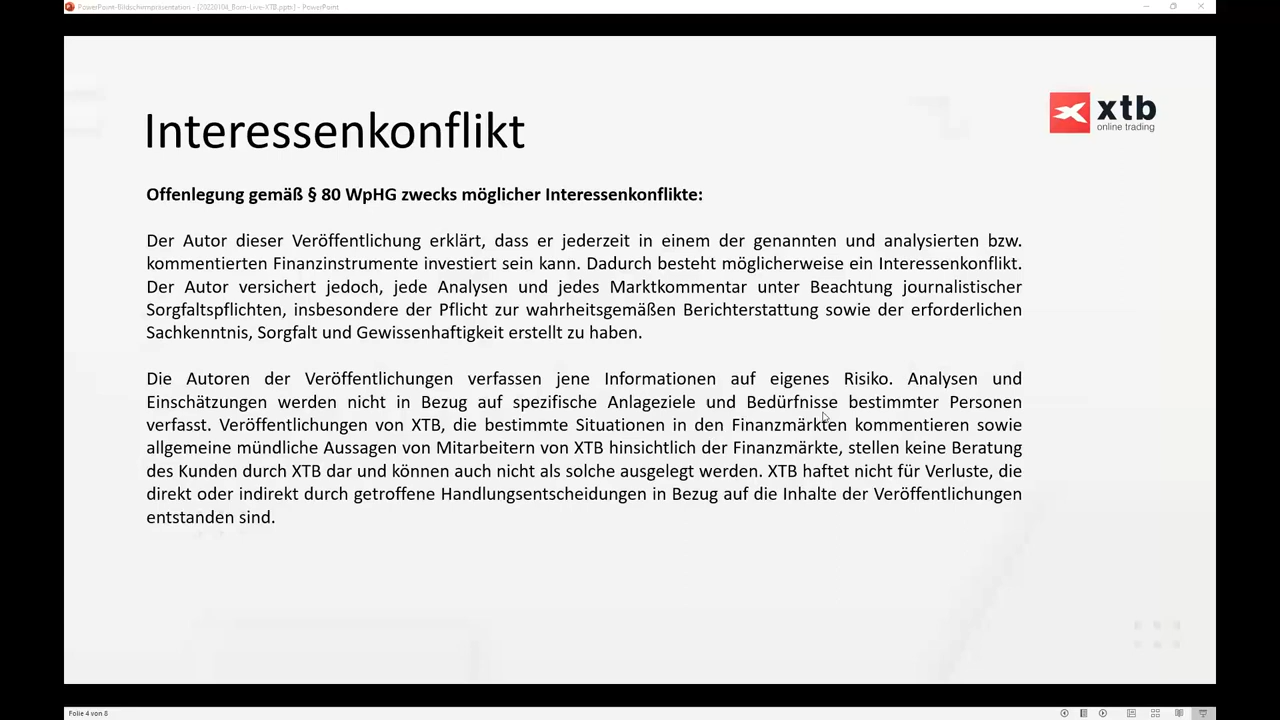 PowerPoint-Bildschirmpräsentation - [20220104_Born-Live-XTB.pptx] - PowerPoint
xtb
online trading
Interessenkonflikt
Offenlegung gemäß § 80 WpHG zwecks möglicher Interessenkonflikte:
Der Autor dieser Veröffentlichung erklärt, dass er jederzeit in einem der genannten und analysierten bzw.
kommentierten Finanzinstrumente investiert sein kann. Dadurch besteht möglicherweise ein Interessenkonflikt.
Der Autor versichert jedoch, jede Analysen und jedes Marktkommentar unter Beachtung journalistischer
Sorgfaltspflichten, insbesondere der Pflicht zur wahrheitsgemäßen Berichterstattung sowie der erforderlichen
Sachkenntnis, Sorgfalt und Gewissenhaftigkeit erstellt zu haben.
Die Autoren der Veröffentlichungen verfassen jene Informationen auf eigenes Risiko. Analysen und
Einschätzungen werden nicht in Bezug auf spezifische Anlageziele und Bedürfnisse bestimmter Personen
verfasst. Veröffentlichungen von XTB, die bestimmte Situationen in den Finanzmärkten kommentieren sowie
allgemeine mündliche Aussagen von Mitarbeitern von XTB hinsichtlich der Finanzmärkte, stellen keine Beratung
des Kunden durch XTB dar und können auch nicht als solche ausgelegt werden. XTB haftet nicht für Verluste, die
direkt oder indirekt durch getroffene Handlungsentscheidungen in Bezug auf die Inhalte der Veröffentlichungen
entstanden sind.
Folie 4 von 8